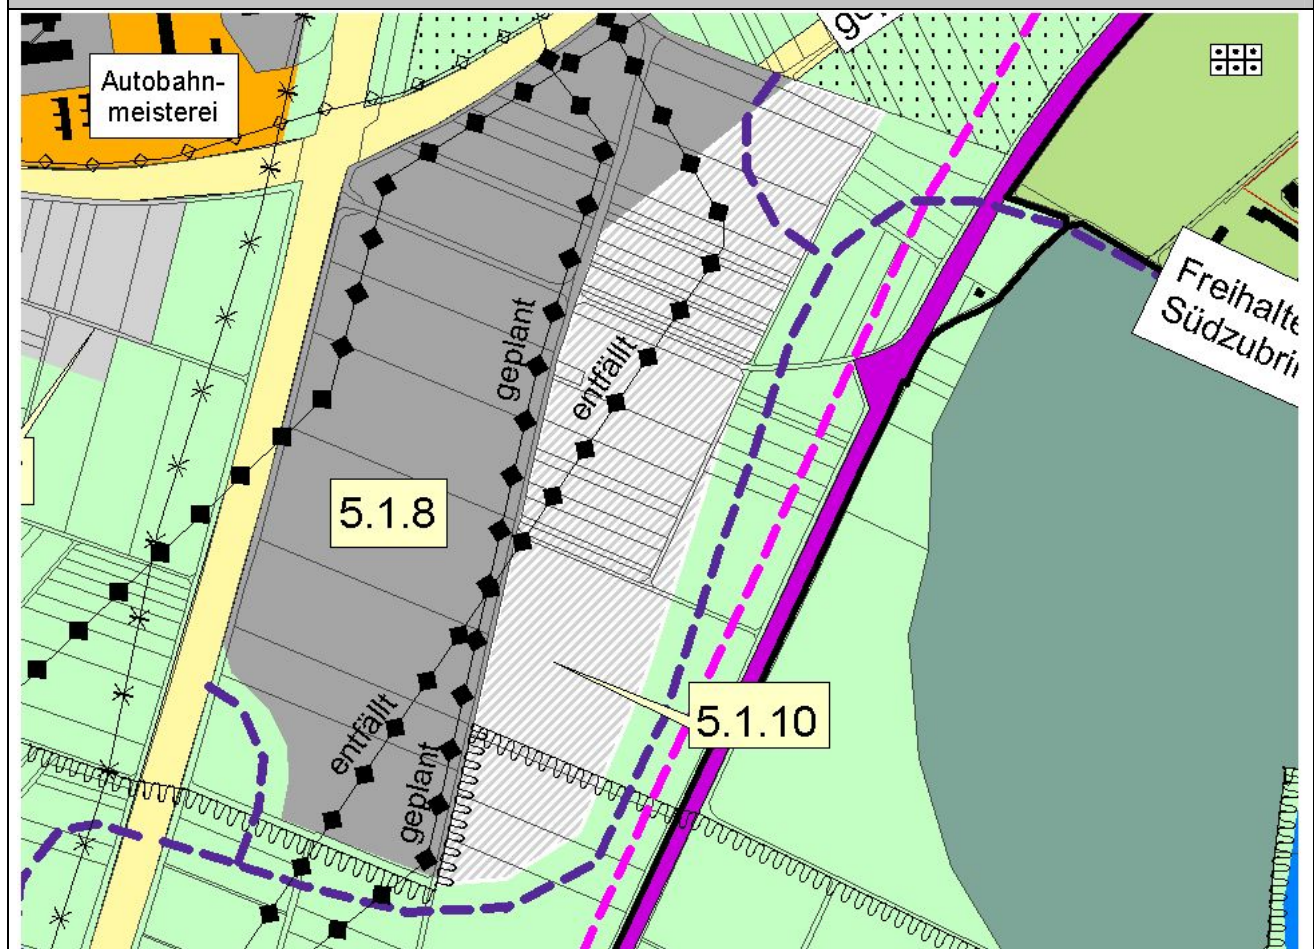 Autobahn-
meisterei
Freihalte
Südzubri
geplant
entfällt
5.1.8
5.1.10
entfällt
geplant